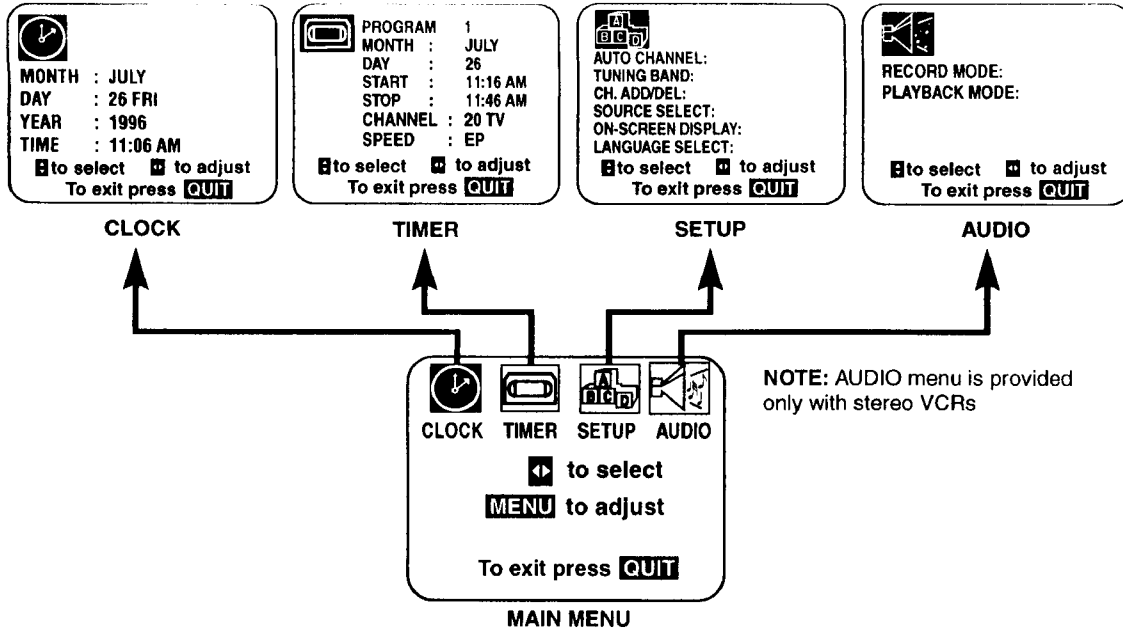 MONTH : JULY
DAY : 26 FRI
YEAR : 1996
TIME : 11:06 AM
to select to adjust
To exit press QUIT
CLOCK
PROGRAM 1
MONTH : JULY
DAY : 26
START : 11:16 AM
STOP : 11:46 AM
CHANNEL : 20 TV
SPEED : EP
to select to adjust
To exit press QUIT
TIMER
A
B C D
AUTO CHANNEL:
TUNING BAND:
CH. ADD/DEL:
SOURCE SELECT:
ON-SCREEN DISPLAY:
LANGUAGE SELECT:
to select to adjust
To exit press QUIT
SETUP
RECORD MODE:
PLAYBACK MODE:
to select to adjust
To exit press QUIT
AUDIO
A
B C D
CLOCK TIMER SETUP AUDIO
to select
MENU to adjust
To exit press QUIT
MAIN MENU
NOTE: AUDIO menu is provided
only with stereo VCRs